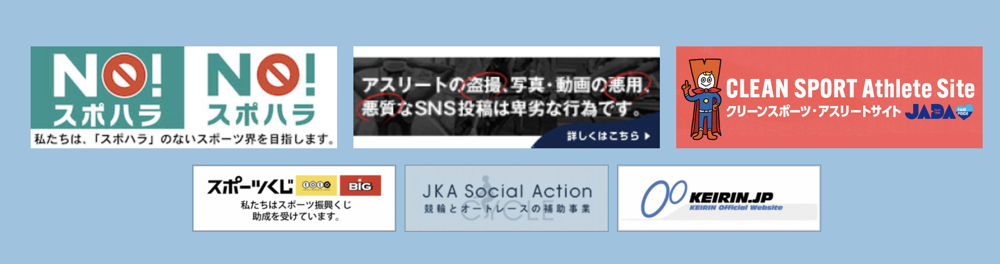 NO!
スポハラ
NO!
スポハラ
私たちは、「スポハラ」のないスポーツ界を目指します。
アスリートの盗撮、写真・動画の悪用、
悪質なSNS投稿は卑劣な行為です。
詳しくはこちら
CLEAN SPORT Athlete Site
クリーンスポーツ・アスリートサイト JADA PLAY TRUE FAIR PRIDE
スポーツくじ toto BIG
私たちはスポーツ振興くじ
助成を受けています。
JKA Social Action
競輪とオートレースの補助事業
CYCLE
KEIRIN.JP
KEIRIN Official Website